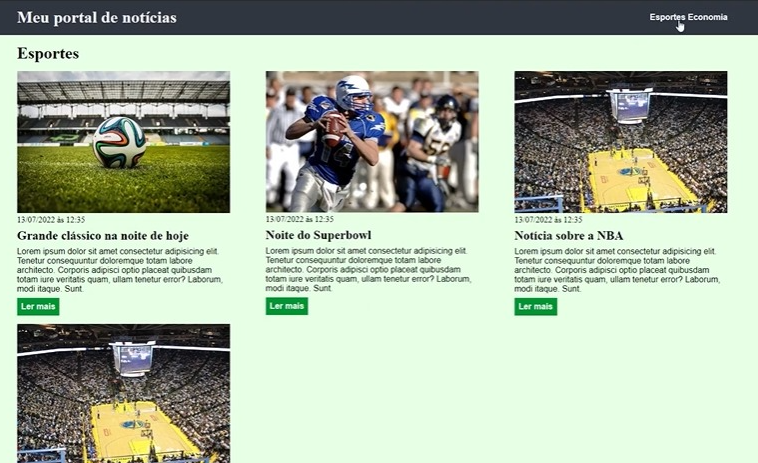 Meu portal de notícias
Esportes Economia
Esportes
13/07/2022 às 12:35
Grande clássico na noite de hoje
Lorem ipsum dolor sit amet consectetur adipisicing elit.
Tenetur consequuntur doloremque totam labore
architecto. Corporis adipisci optio placeat quibusdam
totam iure veritatis quam, ullam tenetur error? Laborum,
modi itaque. Sunt.
Ler mais
13/07/2022 às 12:35
Noite do Superbowl
Lorem ipsum dolor sit amet consectetur adipisicing elit.
Tenetur consequuntur doloremque totam labore
architecto. Corporis adipisci optio placeat quibusdam
totam iure veritatis quam, ullam tenetur error? Laborum,
modi itaque. Sunt.
Ler mais
13/07/2022 às 12:35
Notícia sobre a NBA
Lorem ipsum dolor sit amet consectetur adipisicing elit.
Tenetur consequuntur doloremque totam labore
architecto. Corporis adipisci optio placeat quibusdam
totam iure veritatis quam, ullam tenetur error? Laborum,
modi itaque. Sunt.
Ler mais